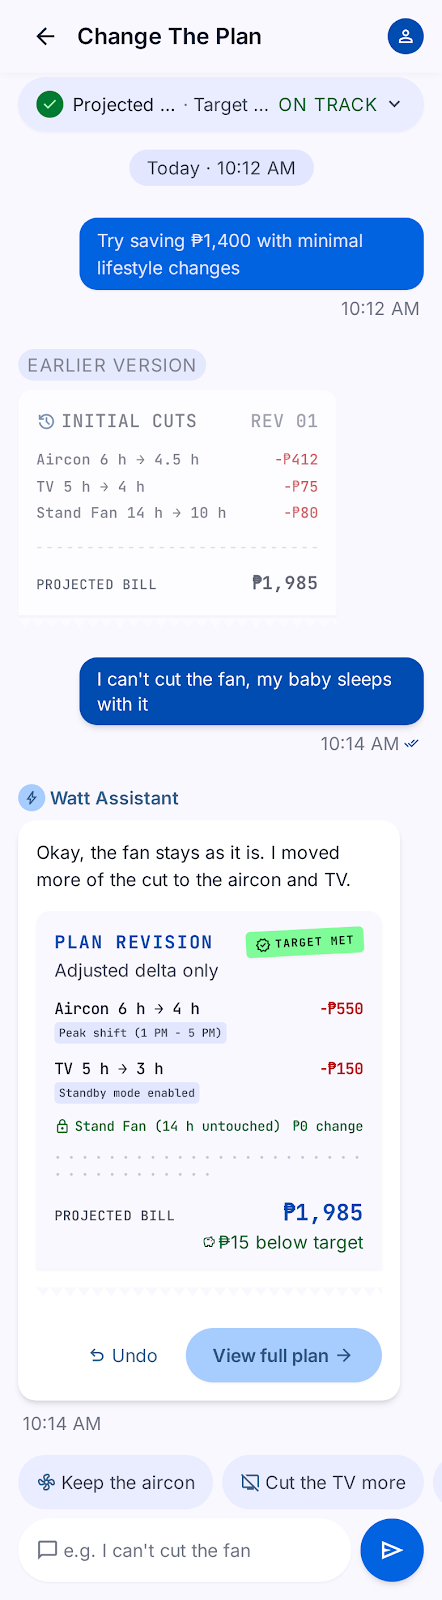 Change The Plan
Projected ... · Target ... ON TRACK
Today · 10:12 AM
Try saving ₱1,400 with minimal
lifestyle changes
10:12 AM
EARLIER VERSION
INITIAL CUTS REV 01
Aircon 6 h → 4.5 h -₱412
TV 5 h → 4 h -₱75
Stand Fan 14 h → 10 h -₱80
PROJECTED BILL ₱1,985
I can't cut the fan, my baby sleeps
with it
10:14 AM
Watt Assistant
Okay, the fan stays as it is. I moved
more of the cut to the aircon and TV.
PLAN REVISION TARGET MET
Adjusted delta only
Aircon 6 h → 4 h -₱550
Peak shift (1 PM - 5 PM)
TV 5 h → 3 h -₱150
Standby mode enabled
Stand Fan (14 h untouched) ₱0 change
PROJECTED BILL ₱1,985
₱15 below target
Undo View full plan →
10:14 AM
Keep the aircon Cut the TV more
e.g. I can't cut the fan